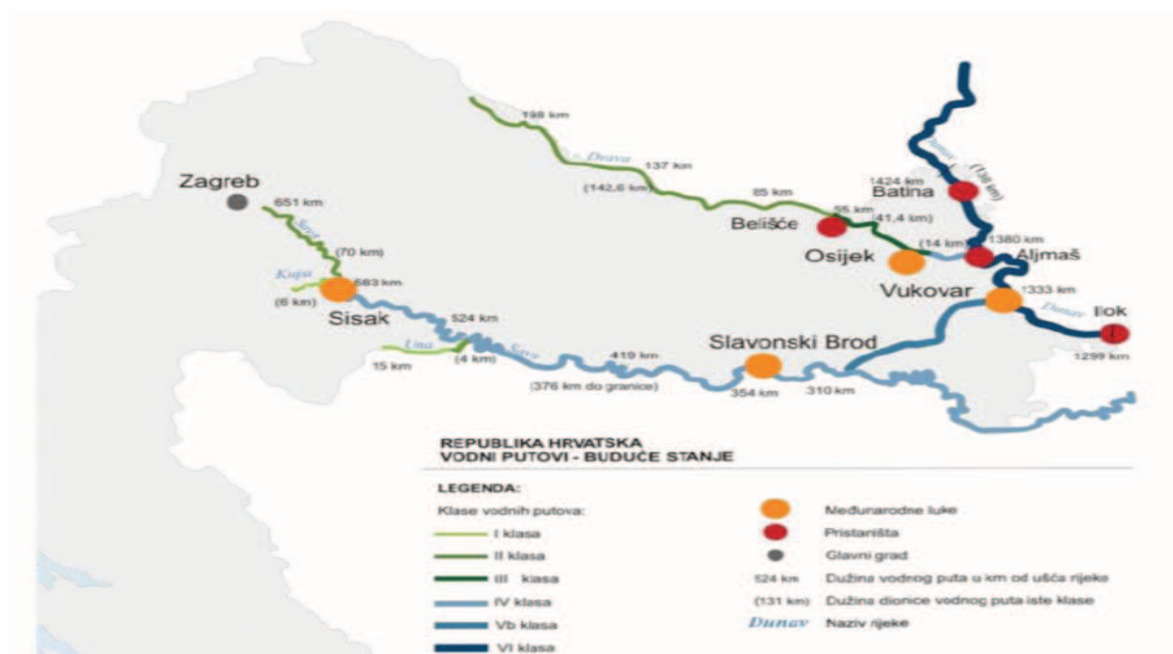 198 km
Drava
137 km
(142,6 km)
Zagreb
651 km
Sava
(70 km)
Kupa
(6 km)
583 km
Sisak
524 km
Una
(4 km)
15 km
Sava
419 km
(376 km do granice)
85 km
Belišće
55 km
(41,4 km)
Osijek
(14 km)
Dunav
1424 km
Batina
(138 km)
1380 km
Aljmaš
Vukovar
1333 km
Dunav
Ilok
1299 km
Slavonski Brod
354 km
310 km
REPUBLIKA HRVATSKA
VODNI PUTOVI - BUDUĆE STANJE
LEGENDA:
Klase vodnih putova:
I klasa
II klasa
III klasa
IV klasa
Vb klasa
VI klasa
Međunarodne luke
Pristaništa
Glavni grad
524 km Dužina vodnog puta u km od ušća rijeke
(131 km) Dužina dionice vodnog puta iste klase
Dunav Naziv rijeke